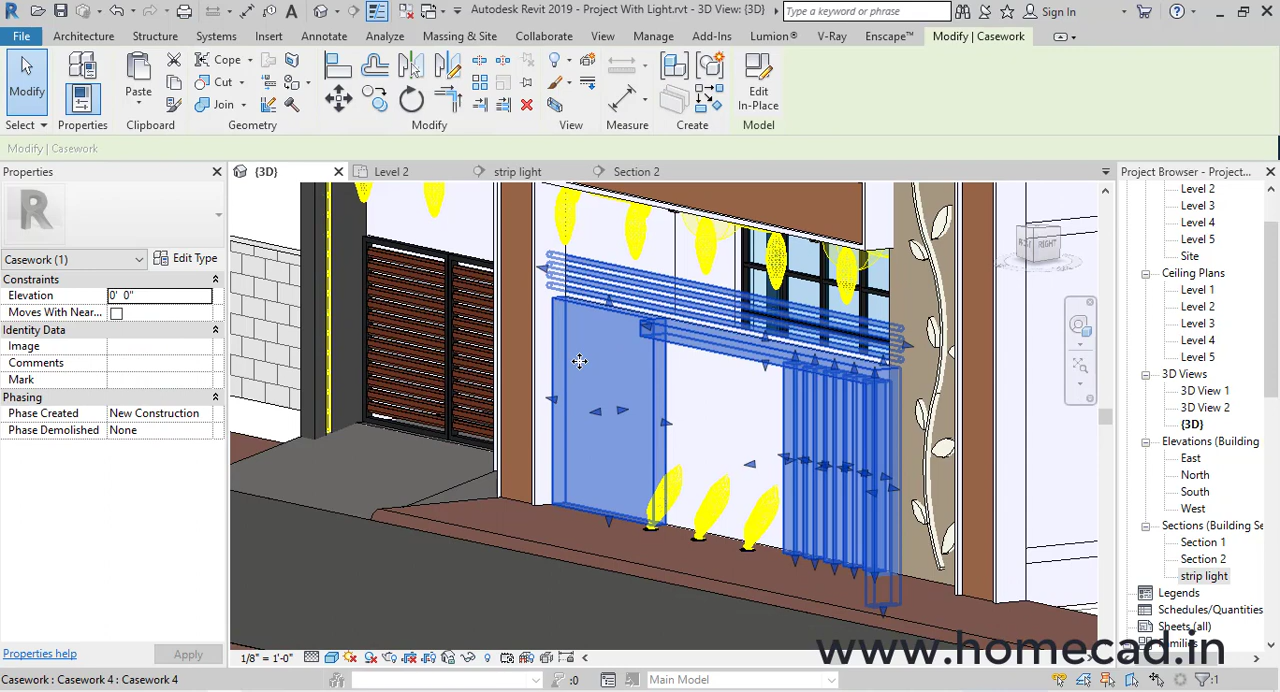 Autodesk Revit 2019 - Project With Light.rvt - 3D View: {3D}
Type a keyword or phrase
Sign In
File Architecture Structure Systems Insert Annotate Analyze Massing & Site Collaborate View Manage Add-Ins Lumion® V-Ray Enscape™ Modify | Casework
Modify
Paste
Cope
Cut
Join
Edit
In-Place
Select Properties Clipboard Geometry Modify View Measure Create Model
Modify | Casework
Properties
{3D}
Level 2
strip light
Section 2
Project Browser - Project...
R
Casework (1)
Edit Type
Constraints
Elevation 0' 0"
Moves With Near...
Identity Data
Image
Comments
Mark
Phasing
Phase Created New Construction
Phase Demolished None
Properties help
Apply
RIGHT
Level 2
Level 3
Level 4
Level 5
Site
Ceiling Plans
Level 1
Level 2
Level 3
Level 4
Level 5
3D Views
3D View 1
3D View 2
{3D}
Elevations (Building
East
North
South
West
Sections (Building Se
Section 1
Section 2
strip light
Legends
Schedules/Quantities
Sheets (all)
Families
1/8" = 1'-0"
www.homecad.in
Casework : Casework 4 : Casework 4
:0
Main Model
:1